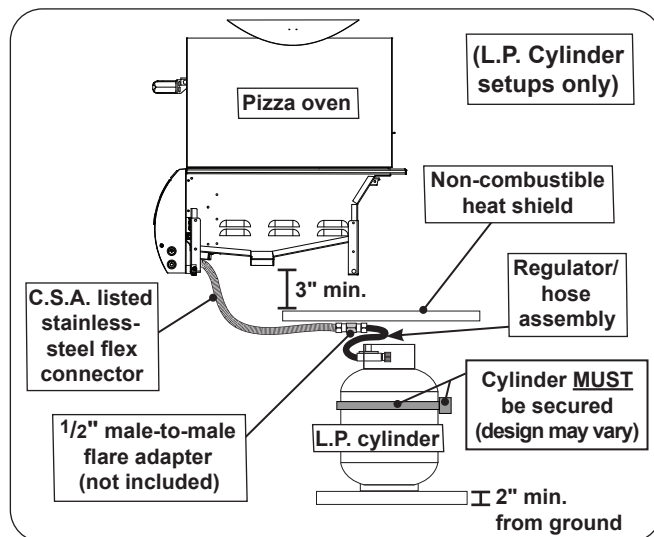 (L.P. Cylinder
setups only)
Pizza oven
Non-combustible
heat shield
3" min.
Regulator/
hose
assembly
C.S.A. listed
stainless-
steel flex
connector
Cylinder MUST
be secured
(design may vary)
1/2" male-to-male
flare adapter
(not included)
L.P. cylinder
2" min.
from ground